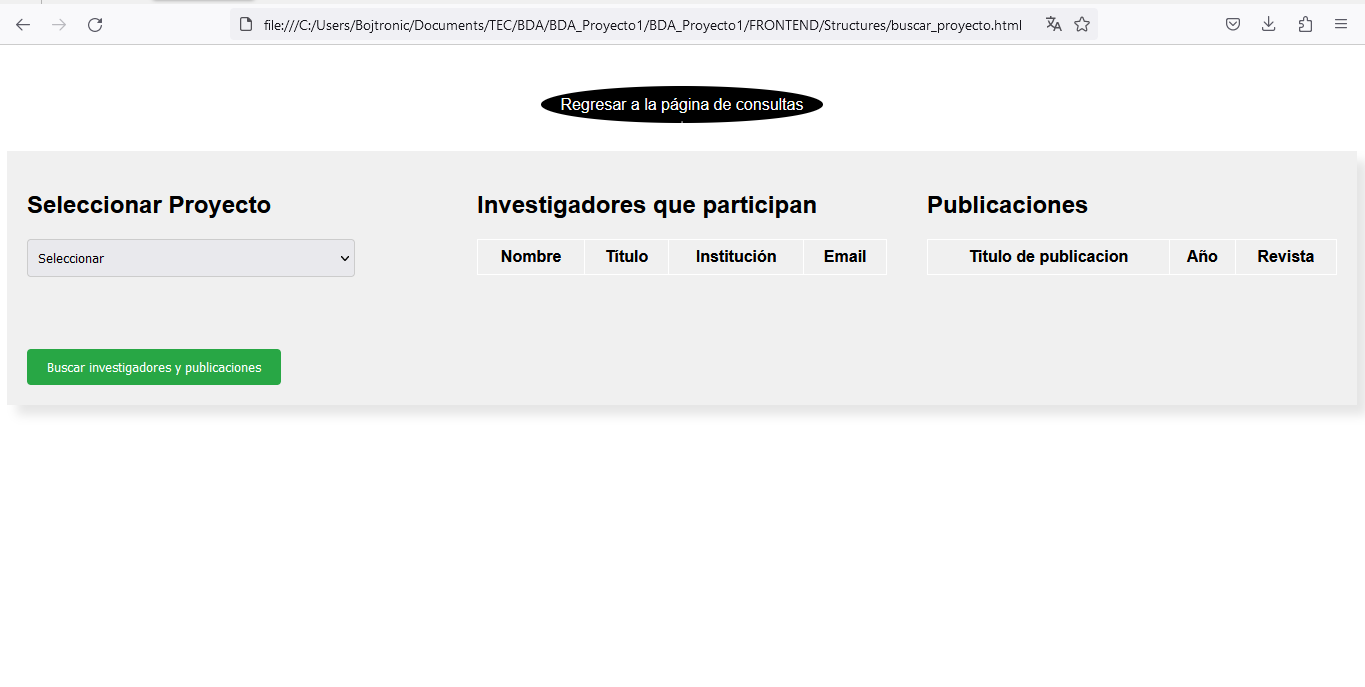 file:///C:/Users/Bojtronic/Documents/TEC/BDA/BDA_Proyecto1/BDA_Proyecto1/FRONTEND/Structures/buscar_proyecto.html
Regresar a la página de consultas
Seleccionar Proyecto
Seleccionar
Buscar investigadores y publicaciones
Investigadores que participan
Nombre Título Institución Email
Publicaciones
Titulo de publicacion Año Revista